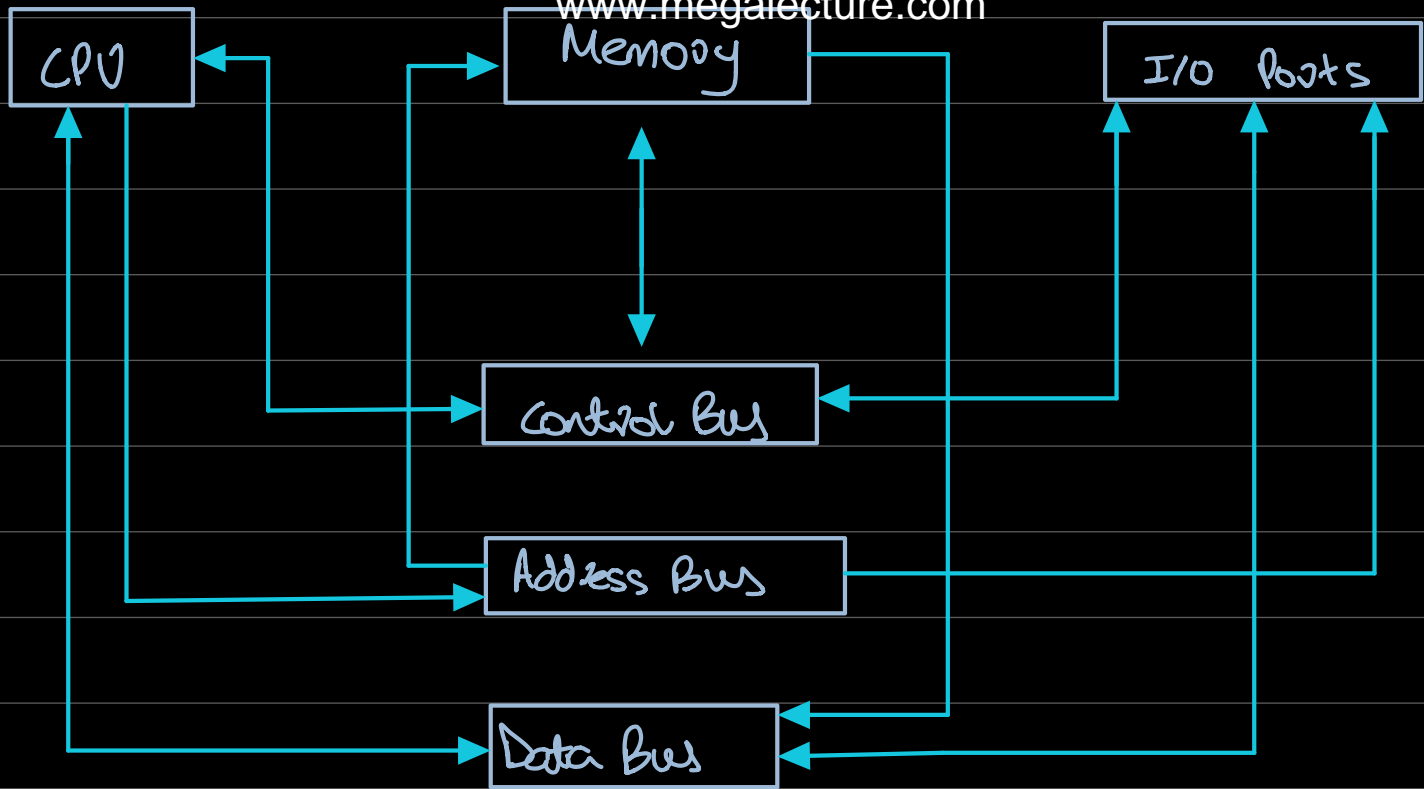 www.megalecture.com
CPU
Memory
I/O Ports
Control Bus
Address Bus
Data Bus